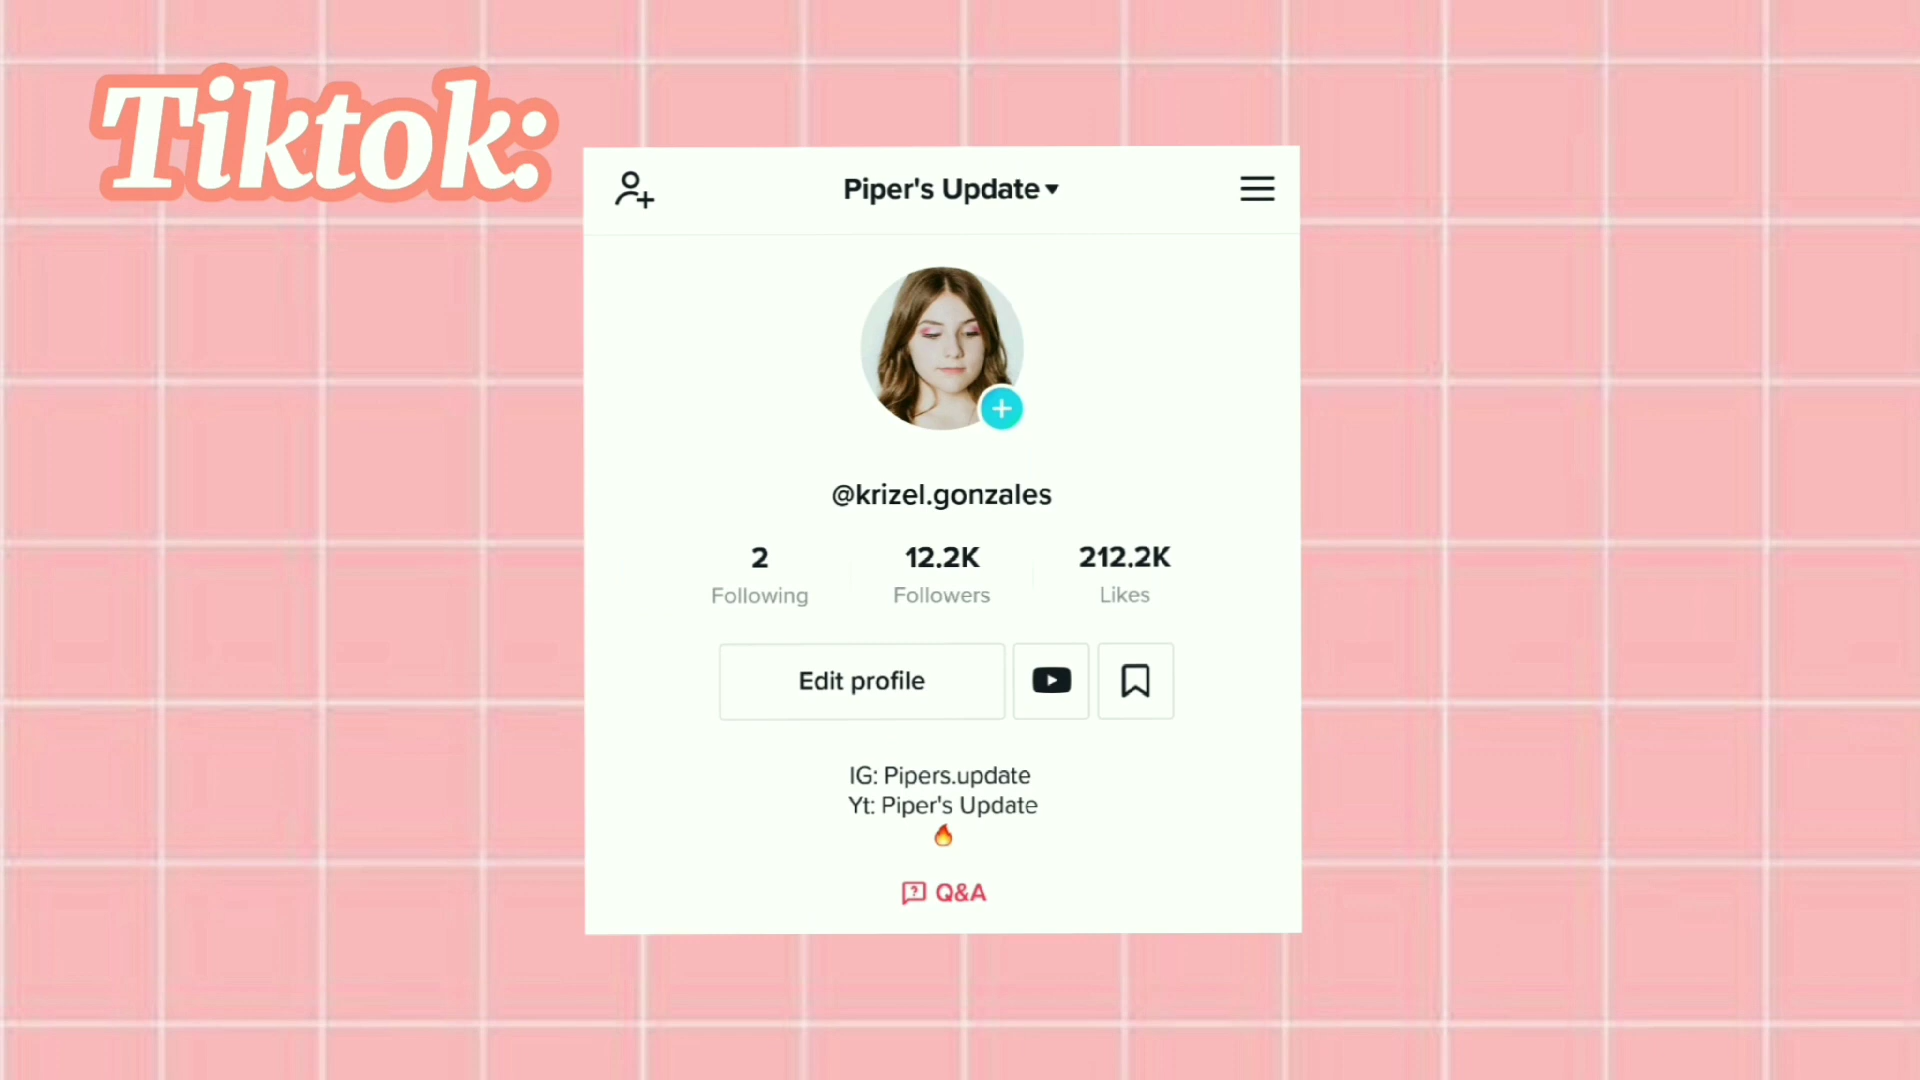 Tiktok:
Piper's Update
@krizel.gonzales
2 12.2K 212.2K
Following Followers Likes
Edit profile
IG: Pipers.update
Yt: Piper's Update
🔥
Q&A